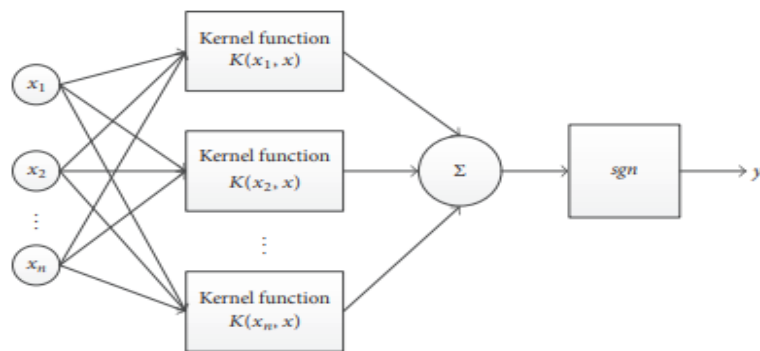 x₁
x₂
⋮
xₙ
Kernel function
K(x₁, x)
Kernel function
K(x₂, x)
⋮
Kernel function
K(xₙ, x)
Σ
sgn
y